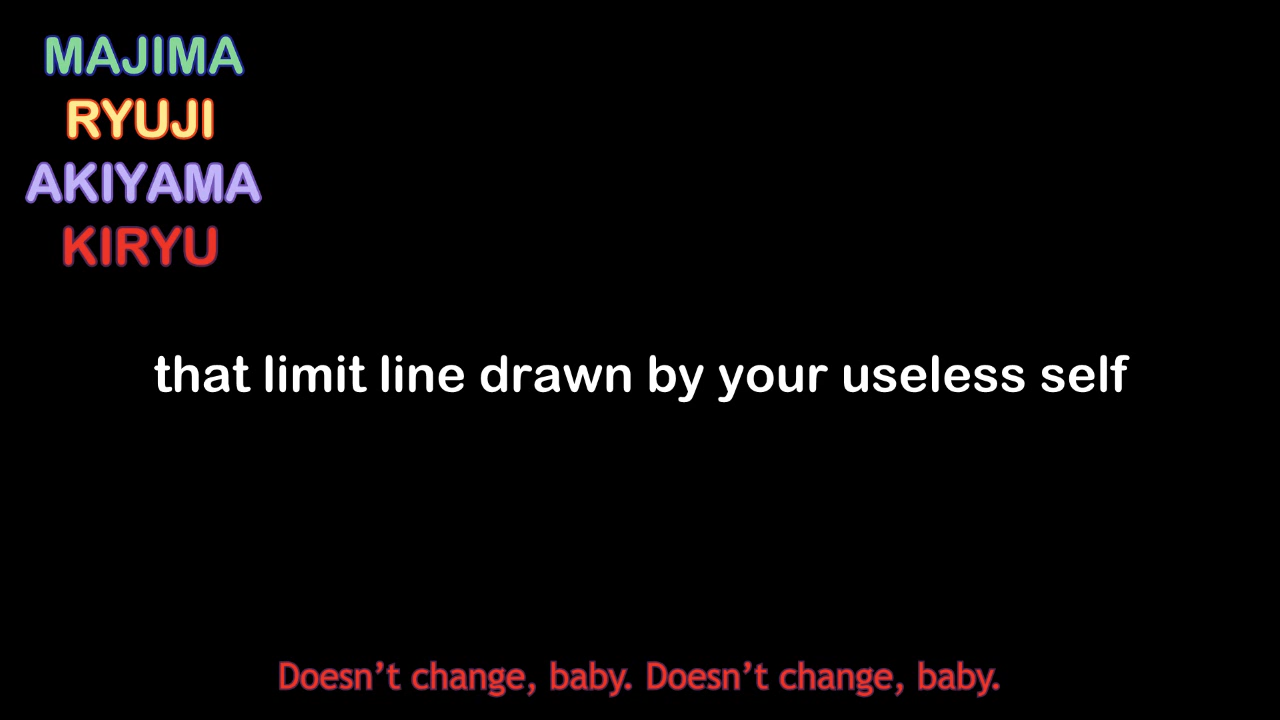 MAJIMA
RYUJI
AKIYAMA
KIRYU
that limit line drawn by your useless self
Doesn’t change, baby. Doesn’t change, baby.